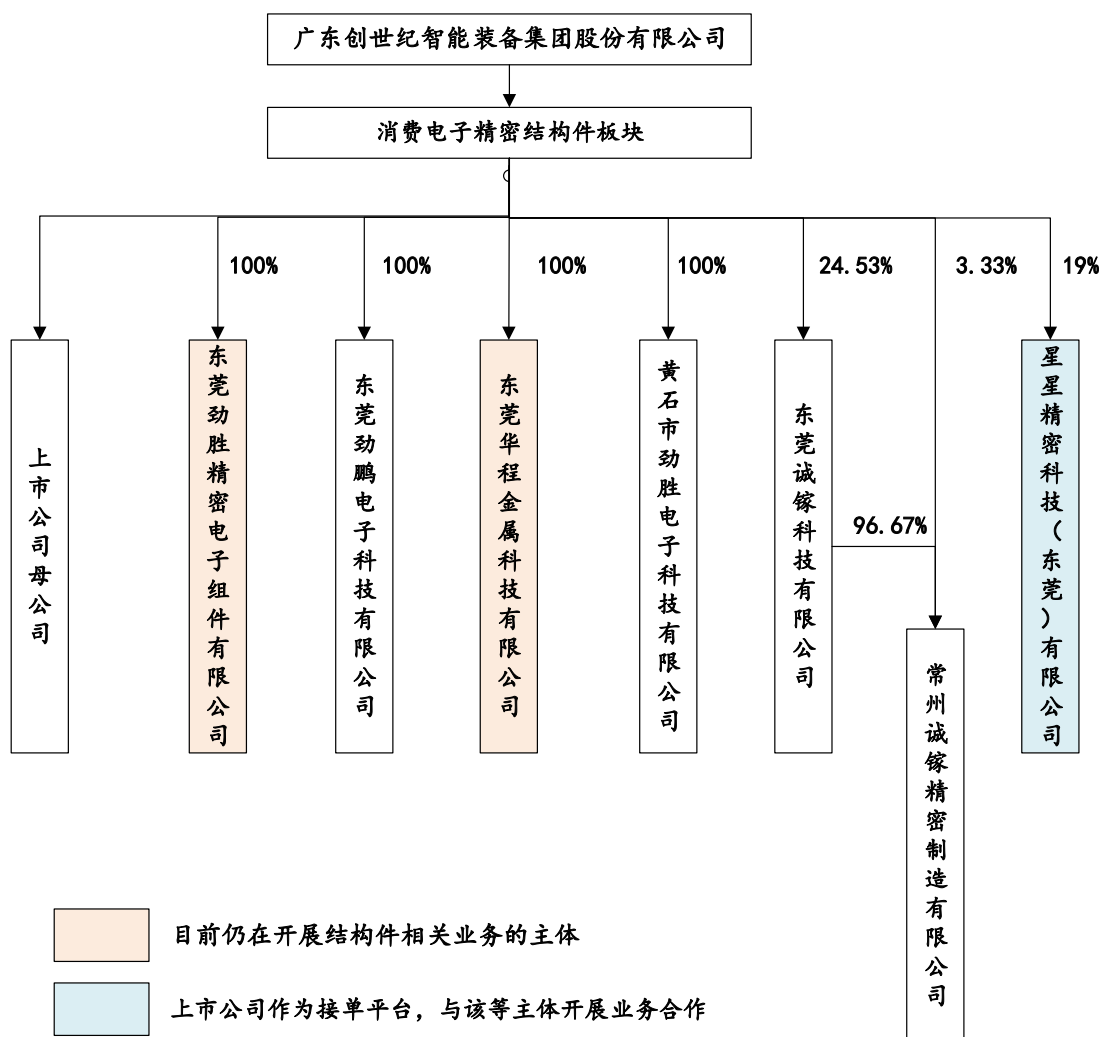 广东创世纪智能装备集团股份有限公司
消费电子精密结构件板块
100%
100%
100%
100%
24.53%
3.33%
19%
上市公司母公司
东莞劲胜精密电子组件有限公司
东莞劲鹏电子科技有限公司
东莞华程金属科技有限公司
黄石市劲胜电子科技有限公司
东莞诚镓科技有限公司
96.67%
常州诚镓精密制造有限公司
星星精密科技（东莞）有限公司
目前仍在开展结构件相关业务的主体
上市公司作为接单平台，与该等主体开展业务合作